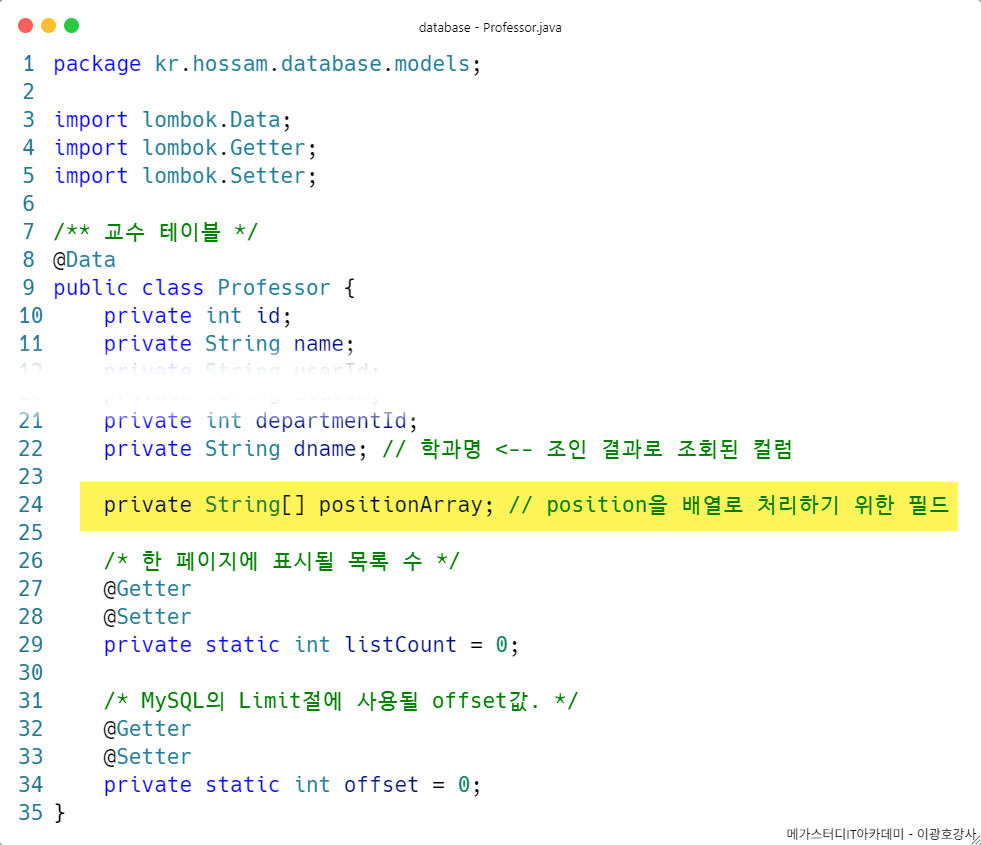 database - Professor.java
1 package kr.hossam.database.models;
2
3 import lombok.Data;
4 import lombok.Getter;
5 import lombok.Setter;
6
7 /** 교수 테이블 */
8 @Data
9 public class Professor {
10 private int id;
11 private String name;
12 private String userId;
21 private int departmentId;
22 private String dname; // 학과명 <-- 조인 결과로 조회된 컬럼
23
24 private String[] positionArray; // position을 배열로 처리하기 위한 필드
25
26 /* 한 페이지에 표시될 목록 수 */
27 @Getter
28 @Setter
29 private static int listCount = 0;
30
31 /* MySQL의 Limit절에 사용될 offset값. */
32 @Getter
33 @Setter
34 private static int offset = 0;
35 }
메가스터디IT아카데미 - 이광호강사